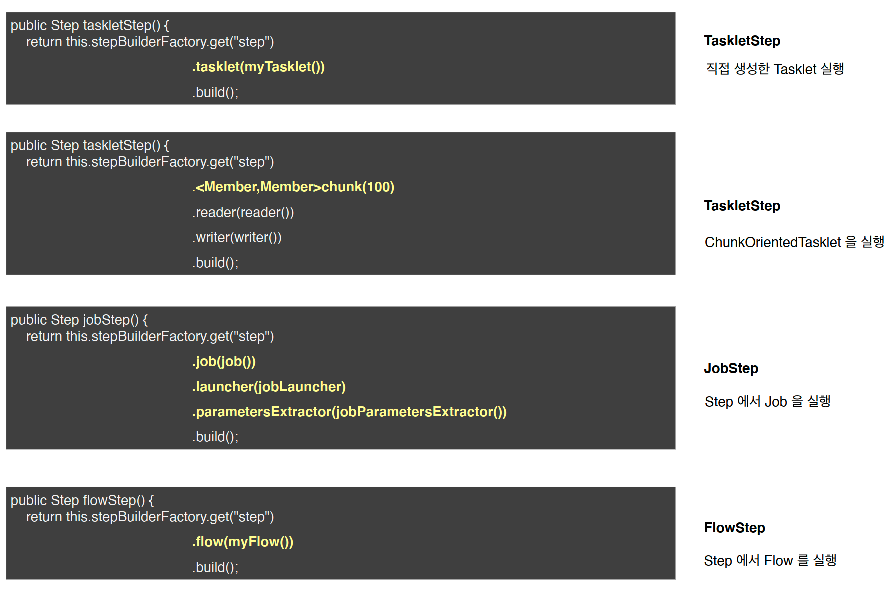 public Step taskletStep() {
return this.stepBuilderFactory.get("step")
.tasklet(myTasklet())
.build();
TaskletStep
직접 생성한 Tasklet 실행
public Step taskletStep() {
return this.stepBuilderFactory.get("step")
.<Member,Member>chunk(100)
.reader(reader())
.writer(writer())
.build();
TaskletStep
ChunkOrientedTasklet 을 실행
public Step jobStep() {
return this.stepBuilderFactory.get("step")
.job(job())
.launcher(jobLauncher)
.parametersExtractor(jobParametersExtractor())
.build();
JobStep
Step 에서 Job 을 실행
public Step flowStep() {
return this.stepBuilderFactory.get("step")
.flow(myFlow())
.build();
FlowStep
Step 에서 Flow 를 실행